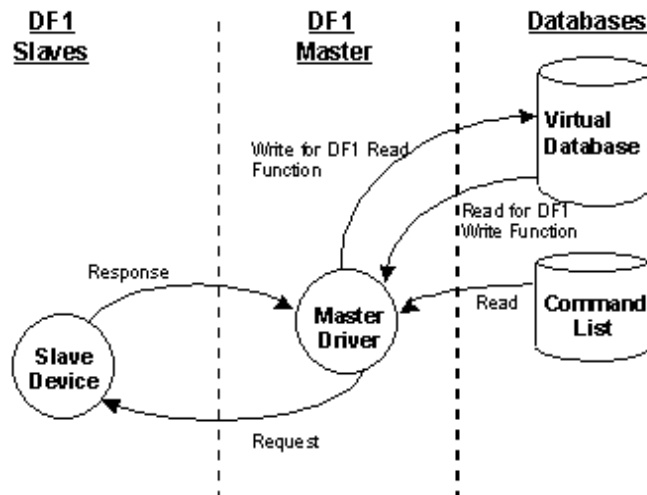 DF1
Slaves
DF1
Master
Databases
Virtual
Database
Write for DF1 Read
Function
Read for DF1
Write Function
Response
Read
Command
List
Master
Driver
Slave
Device
Request